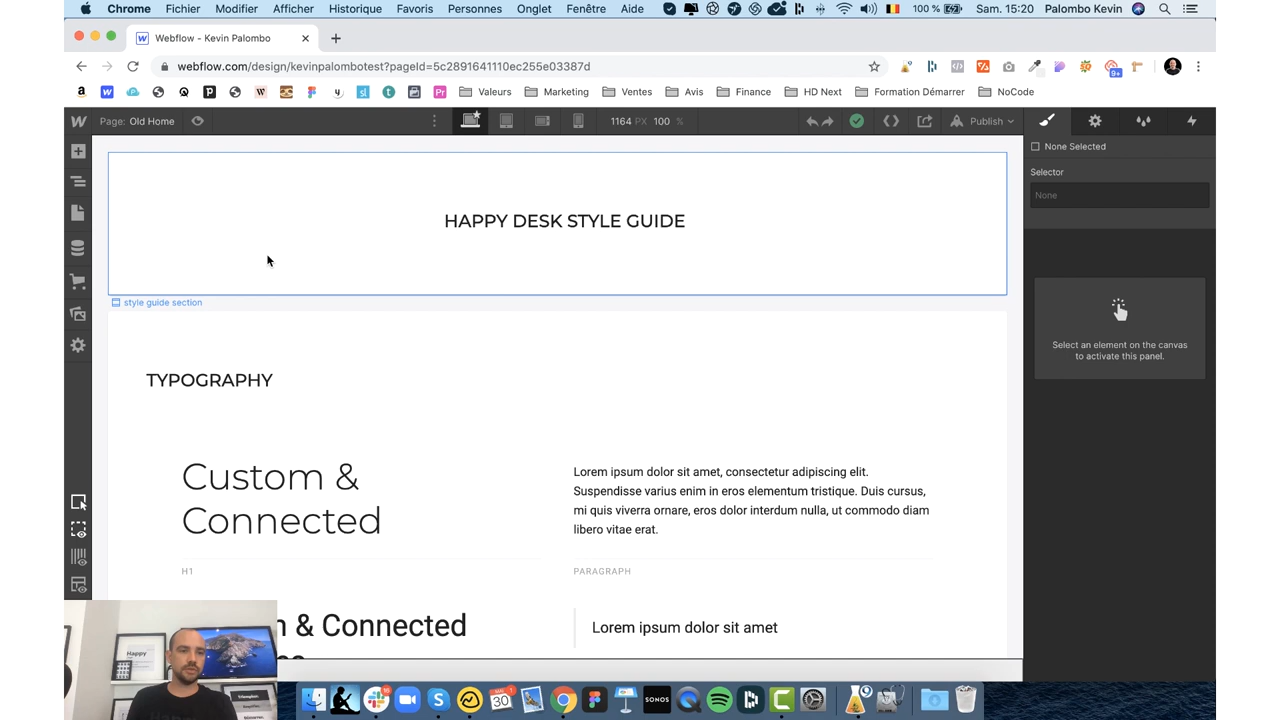 Chrome Fichier Modifier Afficher Historique Favoris Personnes Onglet Fenêtre Aide 100 % Sam. 15:20 Palombo Kevin
Webflow - Kevin Palombo
webflow.com/design/kevinpalombotest?pageId=5c2891641110ec255e03387d
Valeurs Marketing Ventes Avis Finance HD Next Formation Démarrer NoCode
Page: Old Home 1164 PX 100 % Publish
None Selected
Selector
None
HAPPY DESK STYLE GUIDE
style guide section
Select an element on the canvas
to activate this panel.
TYPOGRAPHY
Custom &
Connected
Lorem ipsum dolor sit amet, consectetur adipiscing elit.
Suspendisse varius enim in eros elementum tristique. Duis cursus,
mi quis viverra ornare, eros dolor interdum nulla, ut commodo diam
libero vitae erat.
H1
PARAGRAPH
& Connected
Lorem ipsum dolor sit amet
Happy
SONOS
30